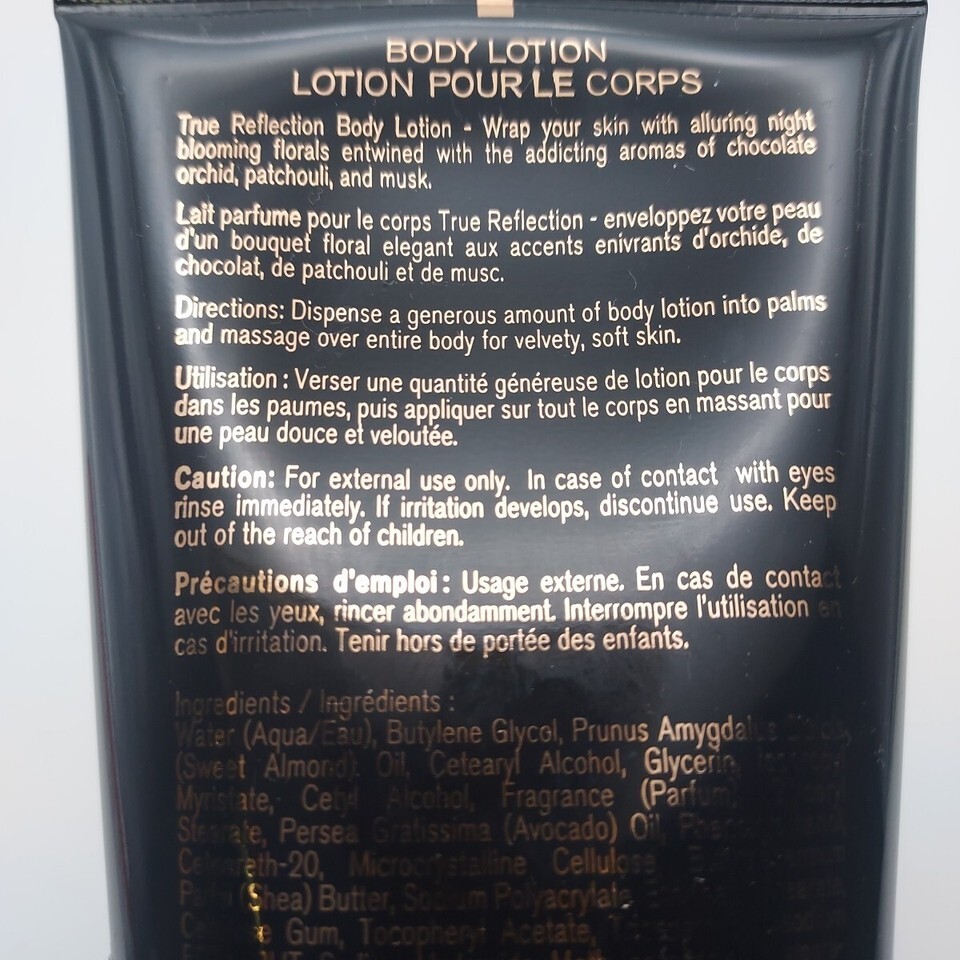 BODY LOTION
LOTION POUR LE CORPS
True Reflection Body Lotion - Wrap your skin with alluring night
blooming florals entwined with the addicting aromas of chocolate
orchid, patchouli, and musk.
Lait parfume pour le corps True Reflection - enveloppez votre peau
d'un bouquet floral elegant aux accents enivrants d'orchide, de
chocolat, de patchouli et de musc.
Directions: Dispense a generous amount of body lotion into palms
and massage over entire body for velvety, soft skin.
Utilisation : Verser une quantité généreuse de lotion pour le corps
dans les paumes, puis appliquer sur tout le corps en massant pour
une peau douce et veloutée.
Caution: For external use only. In case of contact with eyes
rinse immediately. If irritation develops, discontinue use. Keep
out of the reach of children.
Précautions d'emploi : Usage externe. En cas de contact
avec les yeux, rincer abondamment. Interrompre l'utilisation en
cas d'irritation. Tenir hors de portée des enfants.
Ingredients / Ingrédients :
Water (Aqua/Eau), Butylene Glycol, Prunus Amygdalus
(Sweet Almond) Oil, Cetearyl Alcohol, Glycerin,
Myristate, Cetyl Alcohol, Fragrance (Parfum),
Stearate, Persea Gratissima (Avocado) Oil,
Ceteareth-20, Microcrystalline Cellulose
(Shea) Butter, Sodium Polyacrylate,
Gum, Tocopheryl Acetate,